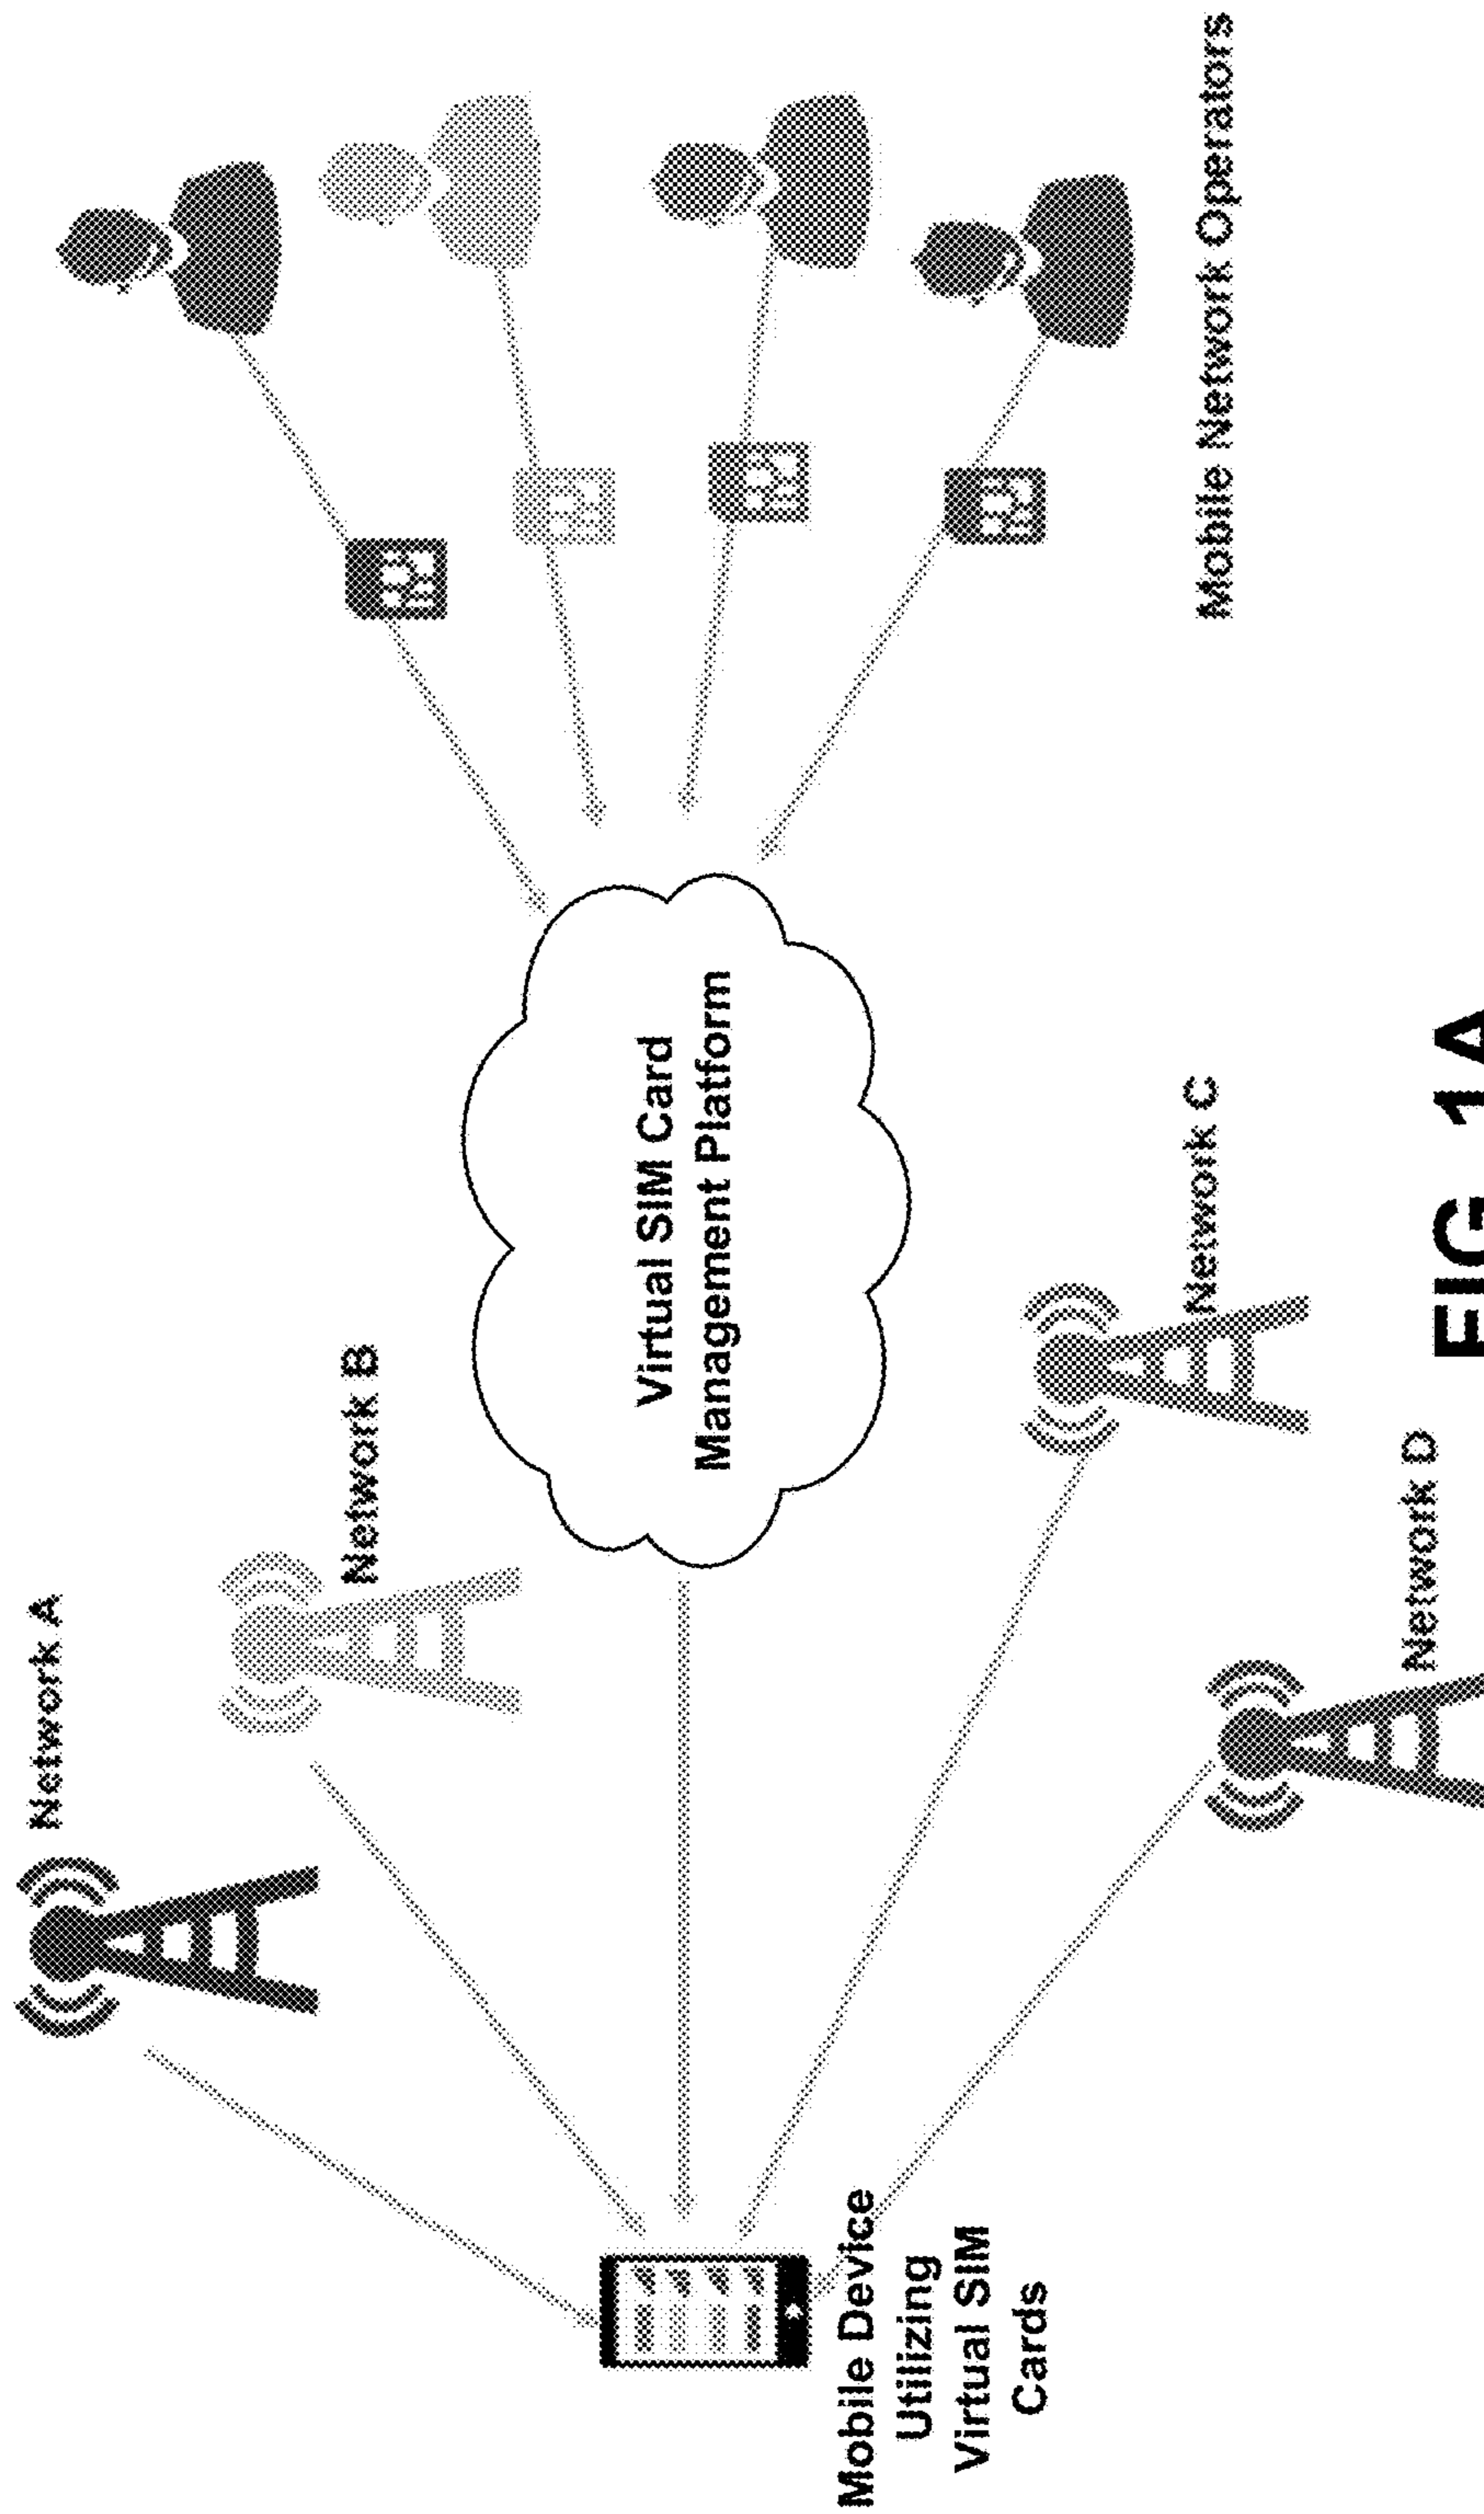 Network A
Network B
Virtual SIM Card
Management Platform
Mobile Device
Utilizing
Virtual SIM
Cards
Network C
Mobile Network Operators
Network D
FIG 1A